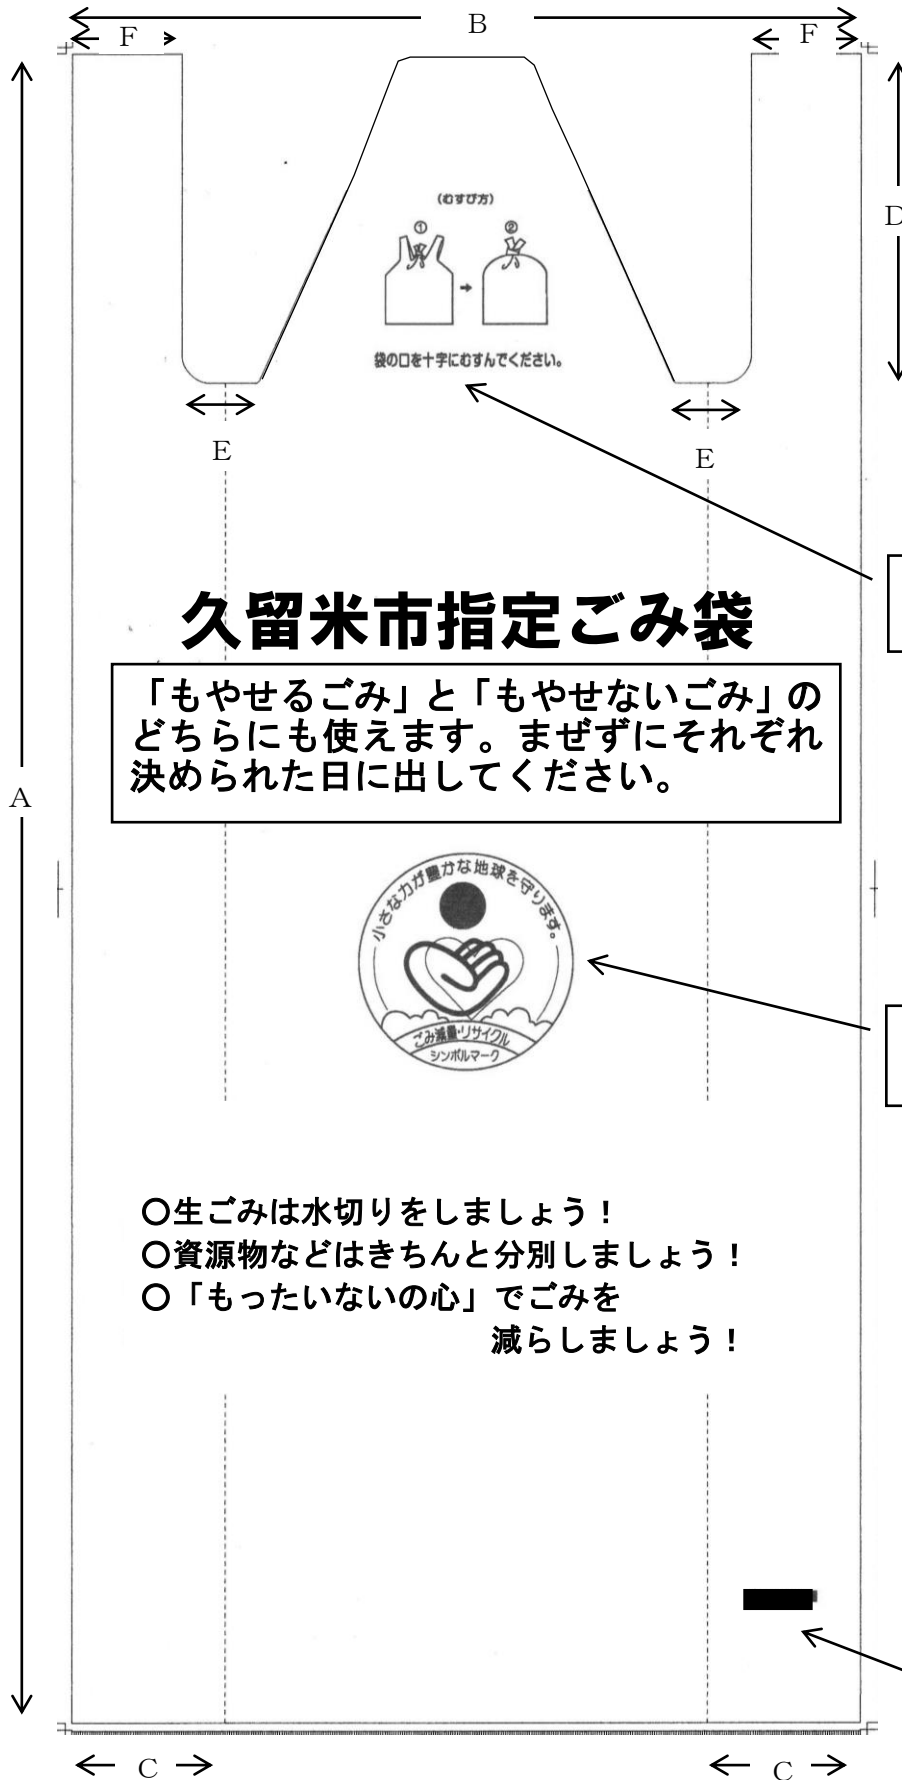 B
F
F
D
(むすび方)
① ②
袋の口を十字にむすんでください。
E
E
久留米市指定ごみ袋
「もやせるごみ」と「もやせないごみ」の
どちらにも使えます。まぜずにそれぞれ
決められた日に出してください。
A
小さな力が豊かな地球を守ります。
ごみ減量・リサイクル
シンボルマーク
〇生ごみは水切りをしましょう！
〇資源物などはきちんと分別しましょう！
〇「もったいないの心」でごみを
減らしましょう！
C
C